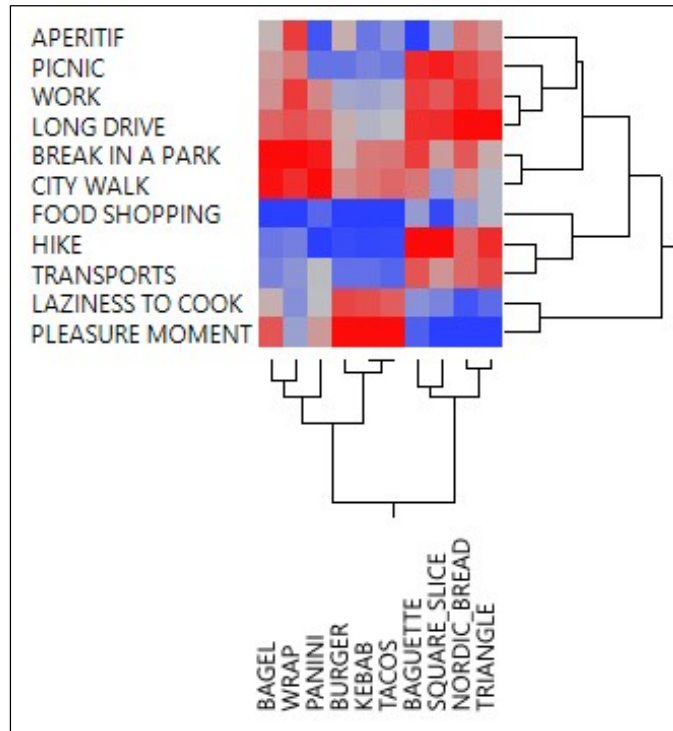 APERITIF
PICNIC
WORK
LONG DRIVE
BREAK IN A PARK
CITY WALK
FOOD SHOPPING
HIKE
TRANSPORTS
LAZINESS TO COOK
PLEASURE MOMENT
BAGEL
WRAP
PANINI
BURGER
KEBAB
TACOS
BAGUETTE
SQUARE_SLICE
NORDIC_BREAD
TRIANGLE